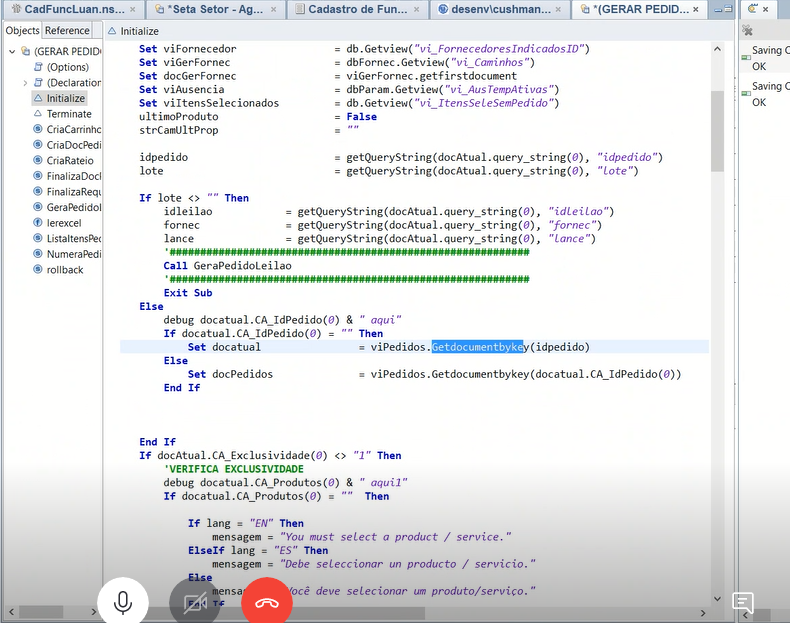 CadFuncLuan.ns...
*Seta Setor - Ag...
Cadastro de Fun...
desenv\cushman...
*(GERAR PEDID...
Objects Reference
Initialize
(GERAR PEDID
(Options)
(Declaration
Initialize
Terminate
CriaCarrinho
CriaDocPedi
CriaRateio
FinalizaDocl
FinalizaRequ
GeraPedidol
lerexcel
ListaItensPec
NumeraPedi
rollback
Set viFornecedor = db.Getview("vi_FornecedoresIndicadosID")
Set viGerFornec = dbFornec.Getview("vi_Caminhos")
Set docGerFornec = viGerFornec.getfirstdocument
Set viAusencia = dbParam.Getview("vi_AusTempAtivas")
Set viItensSelecionados = db.Getview("vi_ItensSeleSemPedido")
ultimoProduto = False
strCamUltProp = ""
idpedido = getQueryString(docAtual.query_string(0), "idpedido")
lote = getQueryString(docAtual.query_string(0), "lote")
If lote <> "" Then
idleilao = getQueryString(docAtual.query_string(0), "idleilao")
fornec = getQueryString(docAtual.query_string(0), "fornec")
lance = getQueryString(docAtual.query_string(0), "lance")
'###########################################################
Call GeraPedidoLeilao
'###########################################################
Exit Sub
Else
debug docatual.CA_IdPedido(0) & " aqui"
If docatual.CA_IdPedido(0) = "" Then
Set docatual = viPedidos.Getdocumentbykey(idpedido)
Else
Set docPedidos = viPedidos.Getdocumentbykey(docatual.CA_IdPedido(0))
End If
End If
If docAtual.CA_Exclusividade(0) <> "1" Then
'VERIFICA EXCLUSIVIDADE
debug docatual.CA_Produtos(0) & " aqui1"
If docatual.CA_Produtos(0) = "" Then
If lang = "EN" Then
mensagem = "You must select a product / service."
ElseIf lang = "ES" Then
mensagem = "Debe seleccionar un producto / servicio."
Else
mensa = "Você deve selecionar um produto/serviço."
End If
Saving C
OK
Saving C
OK